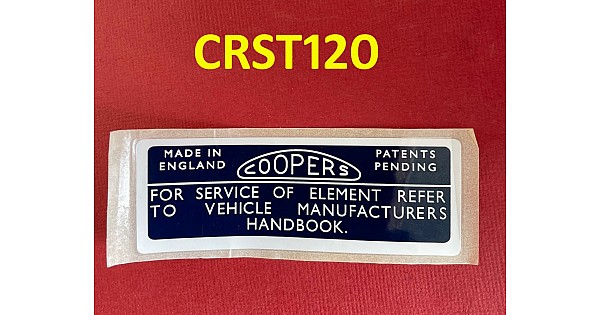 CRST120
MADE IN
ENGLAND
COOPERS
PATENTS
PENDING
FOR SERVICE OF ELEMENT REFER
TO VEHICLE MANUFACTURERS
HANDBOOK.